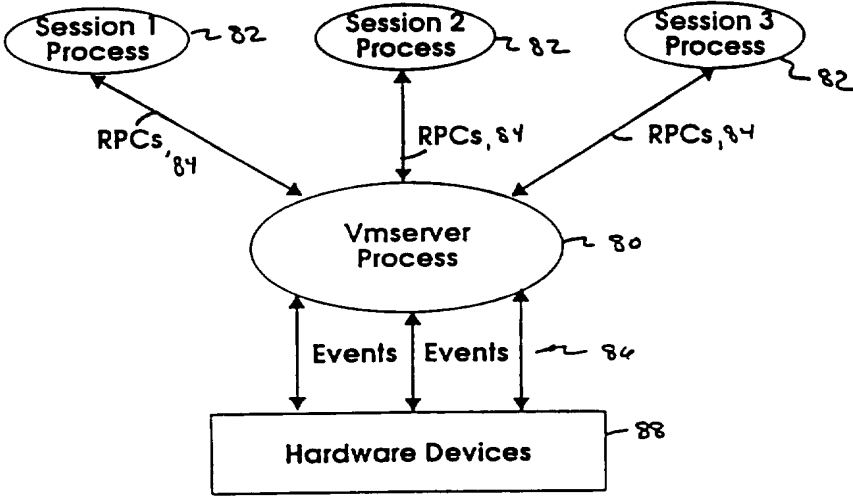 Session 1
Process
82
Session 2
Process
82
Session 3
Process
82
RPCs, 84
RPCs, 84
RPCs, 84
Vmserver
Process
80
Events
Events
86
Hardware Devices
88